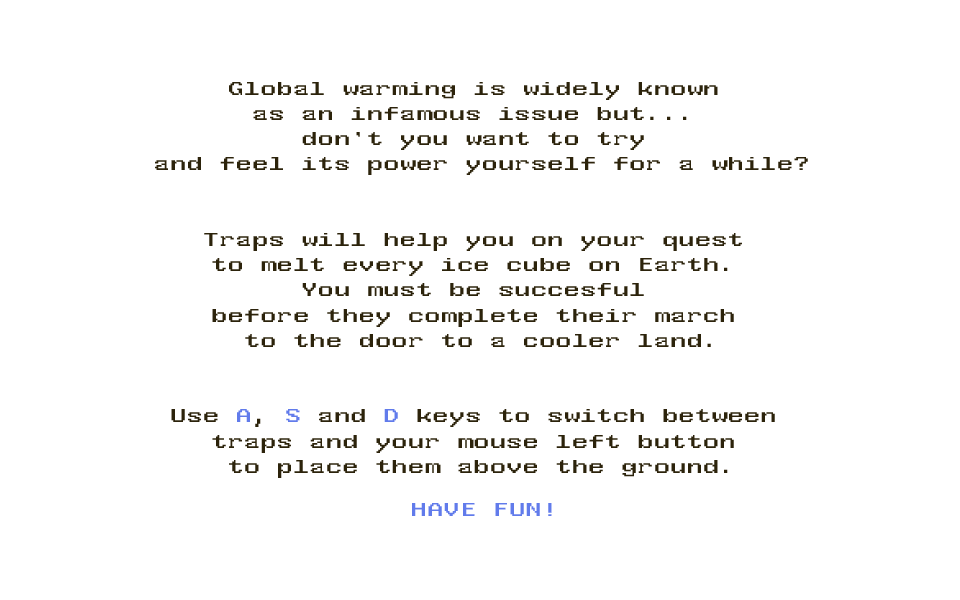 Global warming is widely known
as an infamous issue but...
don't you want to try
and feel its power yourself for a while?
Traps will help you on your quest
to melt every ice cube on Earth.
You must be succesful
before they complete their march
to the door to a cooler land.
Use A, S and D keys to switch between
traps and your mouse left button
to place them above the ground.
HAVE FUN!